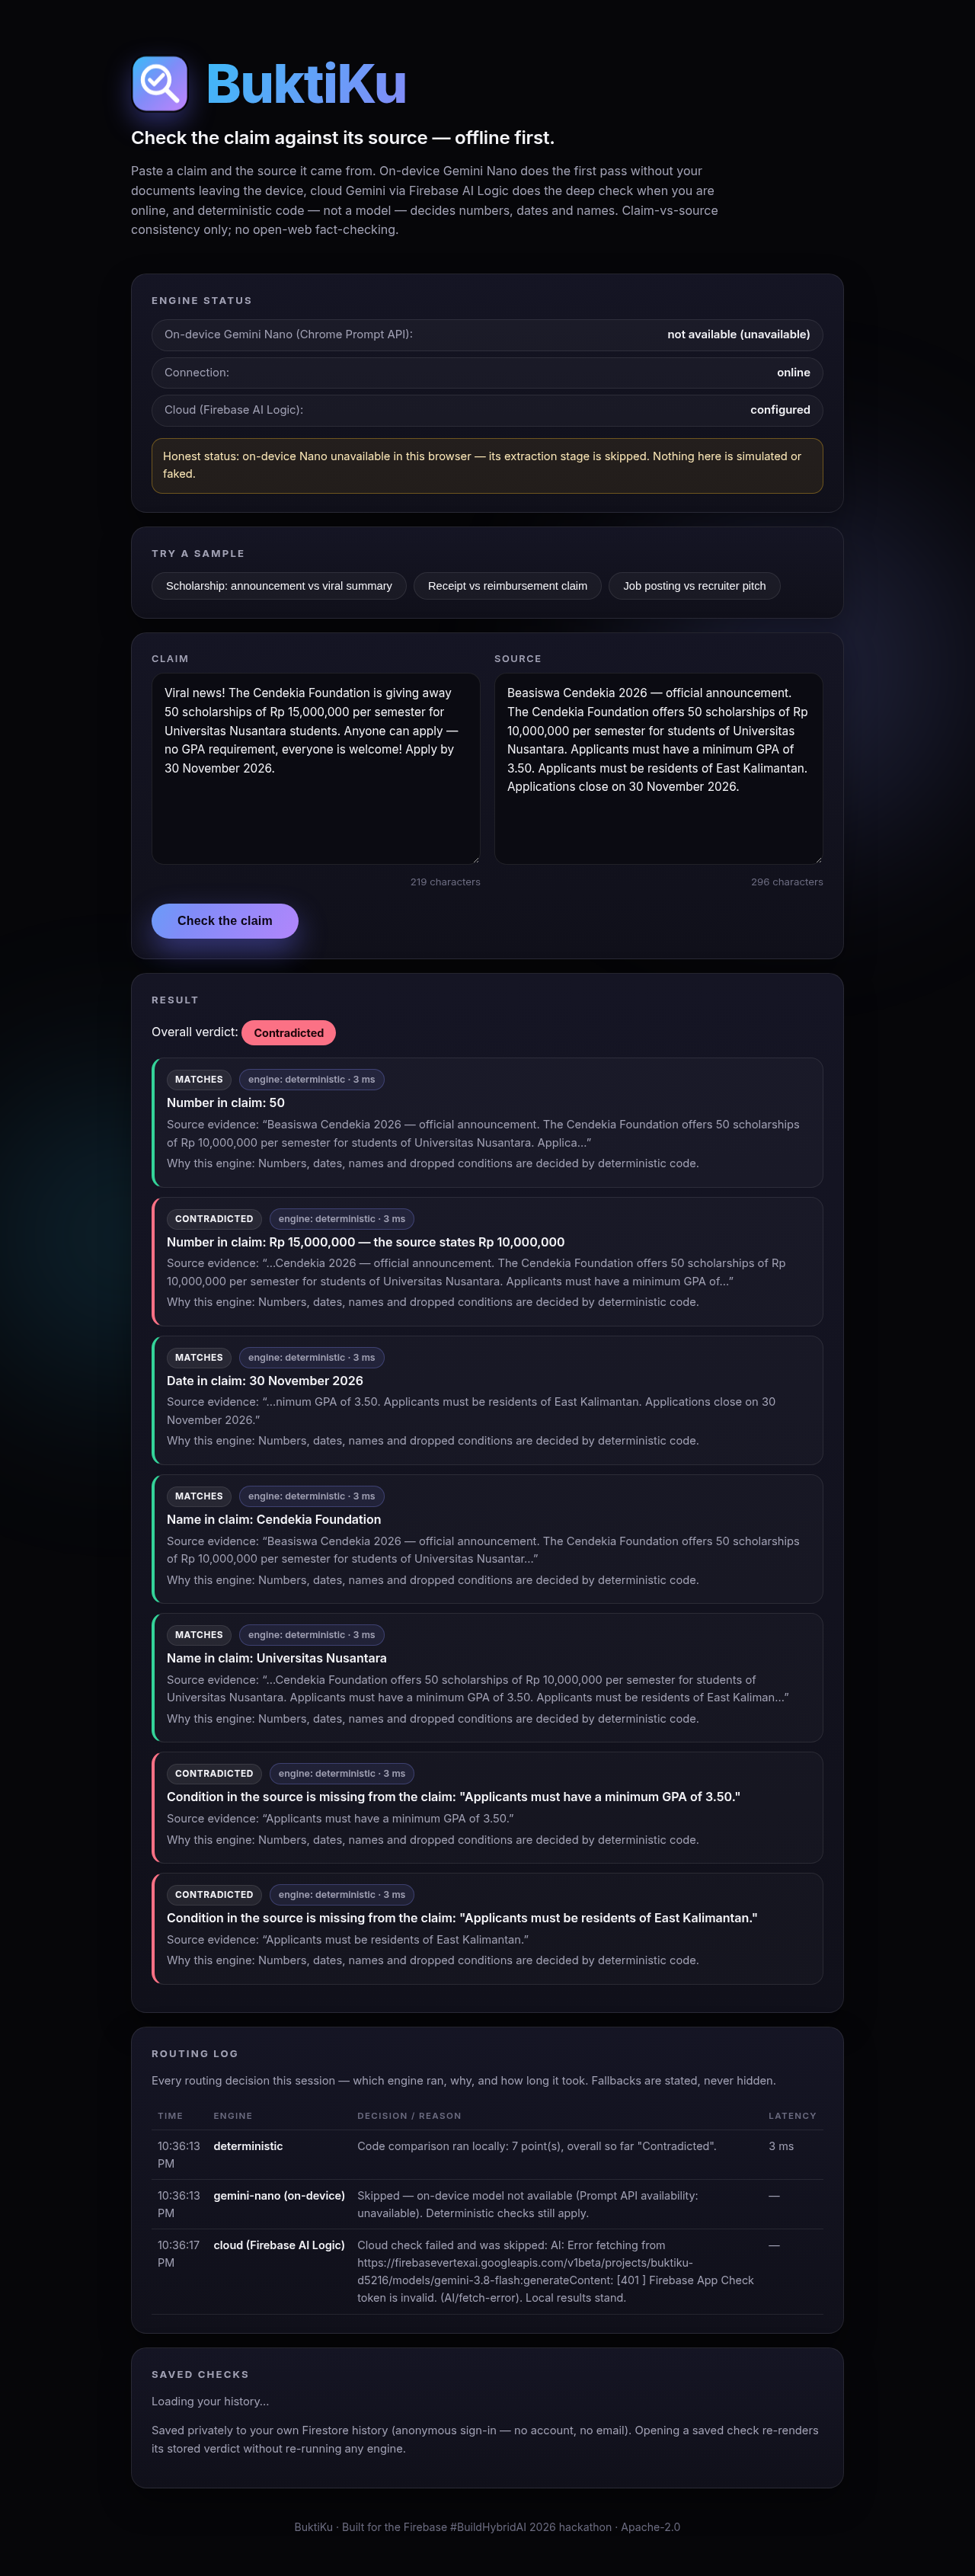 BuktiKu
Check the claim against its source — offline first.
Paste a claim and the source it came from. On-device Gemini Nano does the first pass without your
documents leaving the device, cloud Gemini via Firebase AI Logic does the deep check when you are
online, and deterministic code — not a model — decides numbers, dates and names. Claim-vs-source
consistency only; no open-web fact-checking.
ENGINE STATUS
On-device Gemini Nano (Chrome Prompt API): not available (unavailable)
Connection: online
Cloud (Firebase AI Logic): configured
Honest status: on-device Nano unavailable in this browser — its extraction stage is skipped. Nothing here is simulated or
faked.
TRY A SAMPLE
Scholarship: announcement vs viral summary Receipt vs reimbursement claim Job posting vs recruiter pitch
CLAIM
Viral news! The Cendekia Foundation is giving away
50 scholarships of Rp 15,000,000 per semester for
Universitas Nusantara students. Anyone can apply —
no GPA requirement, everyone is welcome! Apply by
30 November 2026.
219 characters
SOURCE
Beasiswa Cendekia 2026 — official announcement.
The Cendekia Foundation offers 50 scholarships of Rp
10,000,000 per semester for students of Universitas
Nusantara. Applicants must have a minimum GPA of
3.50. Applicants must be residents of East Kalimantan.
Applications close on 30 November 2026.
296 characters
Check the claim
RESULT
Overall verdict: Contradicted
MATCHES engine: deterministic · 3 ms
Number in claim: 50
Source evidence: “Beasiswa Cendekia 2026 — official announcement. The Cendekia Foundation offers 50 scholarships
of Rp 10,000,000 per semester for students of Universitas Nusantara. Applica…”
Why this engine: Numbers, dates, names and dropped conditions are decided by deterministic code.
CONTRADICTED engine: deterministic · 3 ms
Number in claim: Rp 15,000,000 — the source states Rp 10,000,000
Source evidence: “…Cendekia 2026 — official announcement. The Cendekia Foundation offers 50 scholarships of Rp
10,000,000 per semester for students of Universitas Nusantara. Applicants must have a minimum GPA of…”
Why this engine: Numbers, dates, names and dropped conditions are decided by deterministic code.
MATCHES engine: deterministic · 3 ms
Date in claim: 30 November 2026
Source evidence: “…nimum GPA of 3.50. Applicants must be residents of East Kalimantan. Applications close on 30
November 2026.”
Why this engine: Numbers, dates, names and dropped conditions are decided by deterministic code.
MATCHES engine: deterministic · 3 ms
Name in claim: Cendekia Foundation
Source evidence: “Beasiswa Cendekia 2026 — official announcement. The Cendekia Foundation offers 50 scholarships
of Rp 10,000,000 per semester for students of Universitas Nusantar…”
Why this engine: Numbers, dates, names and dropped conditions are decided by deterministic code.
MATCHES engine: deterministic · 3 ms
Name in claim: Universitas Nusantara
Source evidence: “…Cendekia Foundation offers 50 scholarships of Rp 10,000,000 per semester for students of
Universitas Nusantara. Applicants must have a minimum GPA of 3.50. Applicants must be residents of East Kaliman…”
Why this engine: Numbers, dates, names and dropped conditions are decided by deterministic code.
CONTRADICTED engine: deterministic · 3 ms
Condition in the source is missing from the claim: "Applicants must have a minimum GPA of 3.50."
Source evidence: “Applicants must have a minimum GPA of 3.50.”
Why this engine: Numbers, dates, names and dropped conditions are decided by deterministic code.
CONTRADICTED engine: deterministic · 3 ms
Condition in the source is missing from the claim: "Applicants must be residents of East Kalimantan."
Source evidence: “Applicants must be residents of East Kalimantan.”
Why this engine: Numbers, dates, names and dropped conditions are decided by deterministic code.
ROUTING LOG
Every routing decision this session — which engine ran, why, and how long it took. Fallbacks are stated, never hidden.
TIME ENGINE DECISION / REASON LATENCY
10:36:13 deterministic Code comparison ran locally: 7 point(s), overall so far "Contradicted". 3 ms
PM
10:36:13 gemini-nano (on-device) Skipped — on-device model not available (Prompt API availability: —
PM unavailable). Deterministic checks still apply.
10:36:17 cloud (Firebase AI Logic) Cloud check failed and was skipped: AI: Error fetching from —
PM https://firebasevertexai.googleapis.com/v1beta/projects/buktiku-
d5216/models/gemini-3.8-flash:generateContent: [401 ] Firebase App Check
token is invalid. (AI/fetch-error). Local results stand.
SAVED CHECKS
Loading your history…
Saved privately to your own Firestore history (anonymous sign-in — no account, no email). Opening a saved check re-renders
its stored verdict without re-running any engine.
BuktiKu · Built for the Firebase #BuildHybridAI 2026 hackathon · Apache-2.0